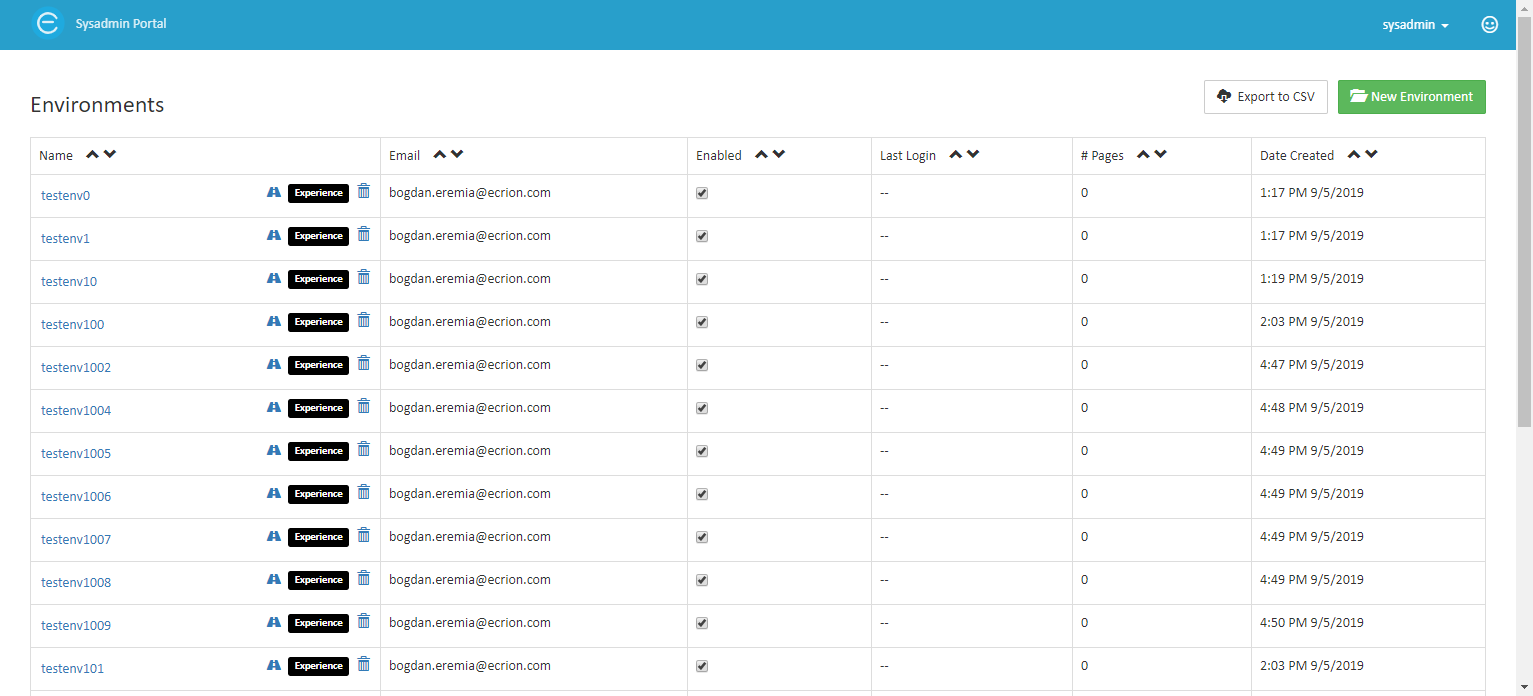 Sysadmin Portal
sysadmin
Environments
Export to CSV
New Environment
Name Email Enabled Last Login # Pages Date Created
testenv0 Experience bogdan.eremia@ecrion.com -- 0 1:17 PM 9/5/2019
testenv1 Experience bogdan.eremia@ecrion.com -- 0 1:17 PM 9/5/2019
testenv10 Experience bogdan.eremia@ecrion.com -- 0 1:19 PM 9/5/2019
testenv100 Experience bogdan.eremia@ecrion.com -- 0 2:03 PM 9/5/2019
testenv1002 Experience bogdan.eremia@ecrion.com -- 0 4:47 PM 9/5/2019
testenv1004 Experience bogdan.eremia@ecrion.com -- 0 4:48 PM 9/5/2019
testenv1005 Experience bogdan.eremia@ecrion.com -- 0 4:49 PM 9/5/2019
testenv1006 Experience bogdan.eremia@ecrion.com -- 0 4:49 PM 9/5/2019
testenv1007 Experience bogdan.eremia@ecrion.com -- 0 4:49 PM 9/5/2019
testenv1008 Experience bogdan.eremia@ecrion.com -- 0 4:49 PM 9/5/2019
testenv1009 Experience bogdan.eremia@ecrion.com -- 0 4:50 PM 9/5/2019
testenv101 Experience bogdan.eremia@ecrion.com -- 0 2:03 PM 9/5/2019